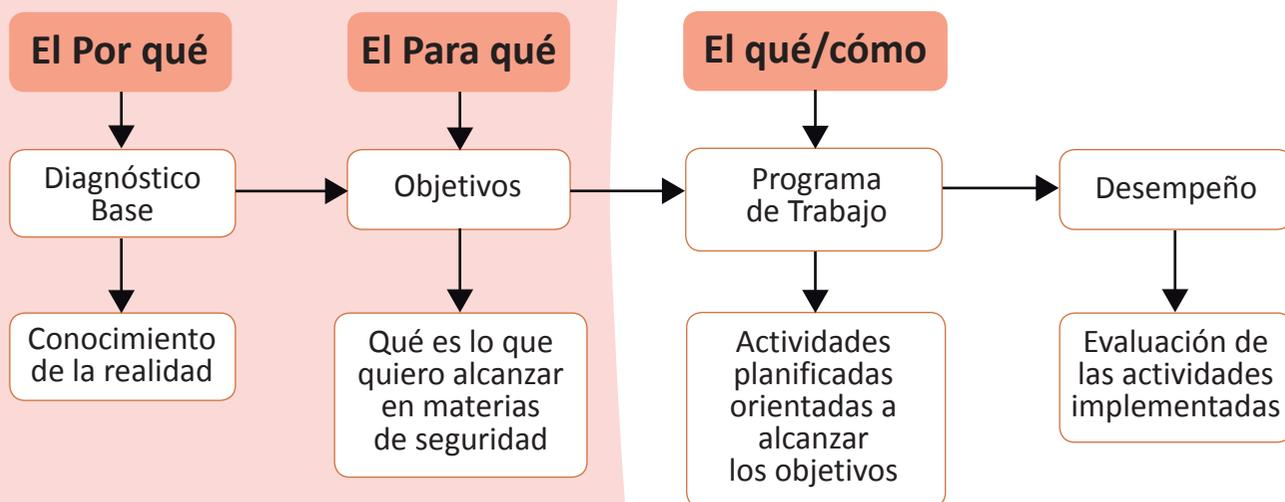 El Por qué
El Para qué
El qué/cómo
Diagnóstico
Base
Objetivos
Programa
de Trabajo
Desempeño
Conocimiento
de la realidad
Qué es lo que
quiero alcanzar
en materias
de seguridad
Actividades
planificadas
orientadas a
alcanzar
los objetivos
Evaluación de
las actividades
implementadas